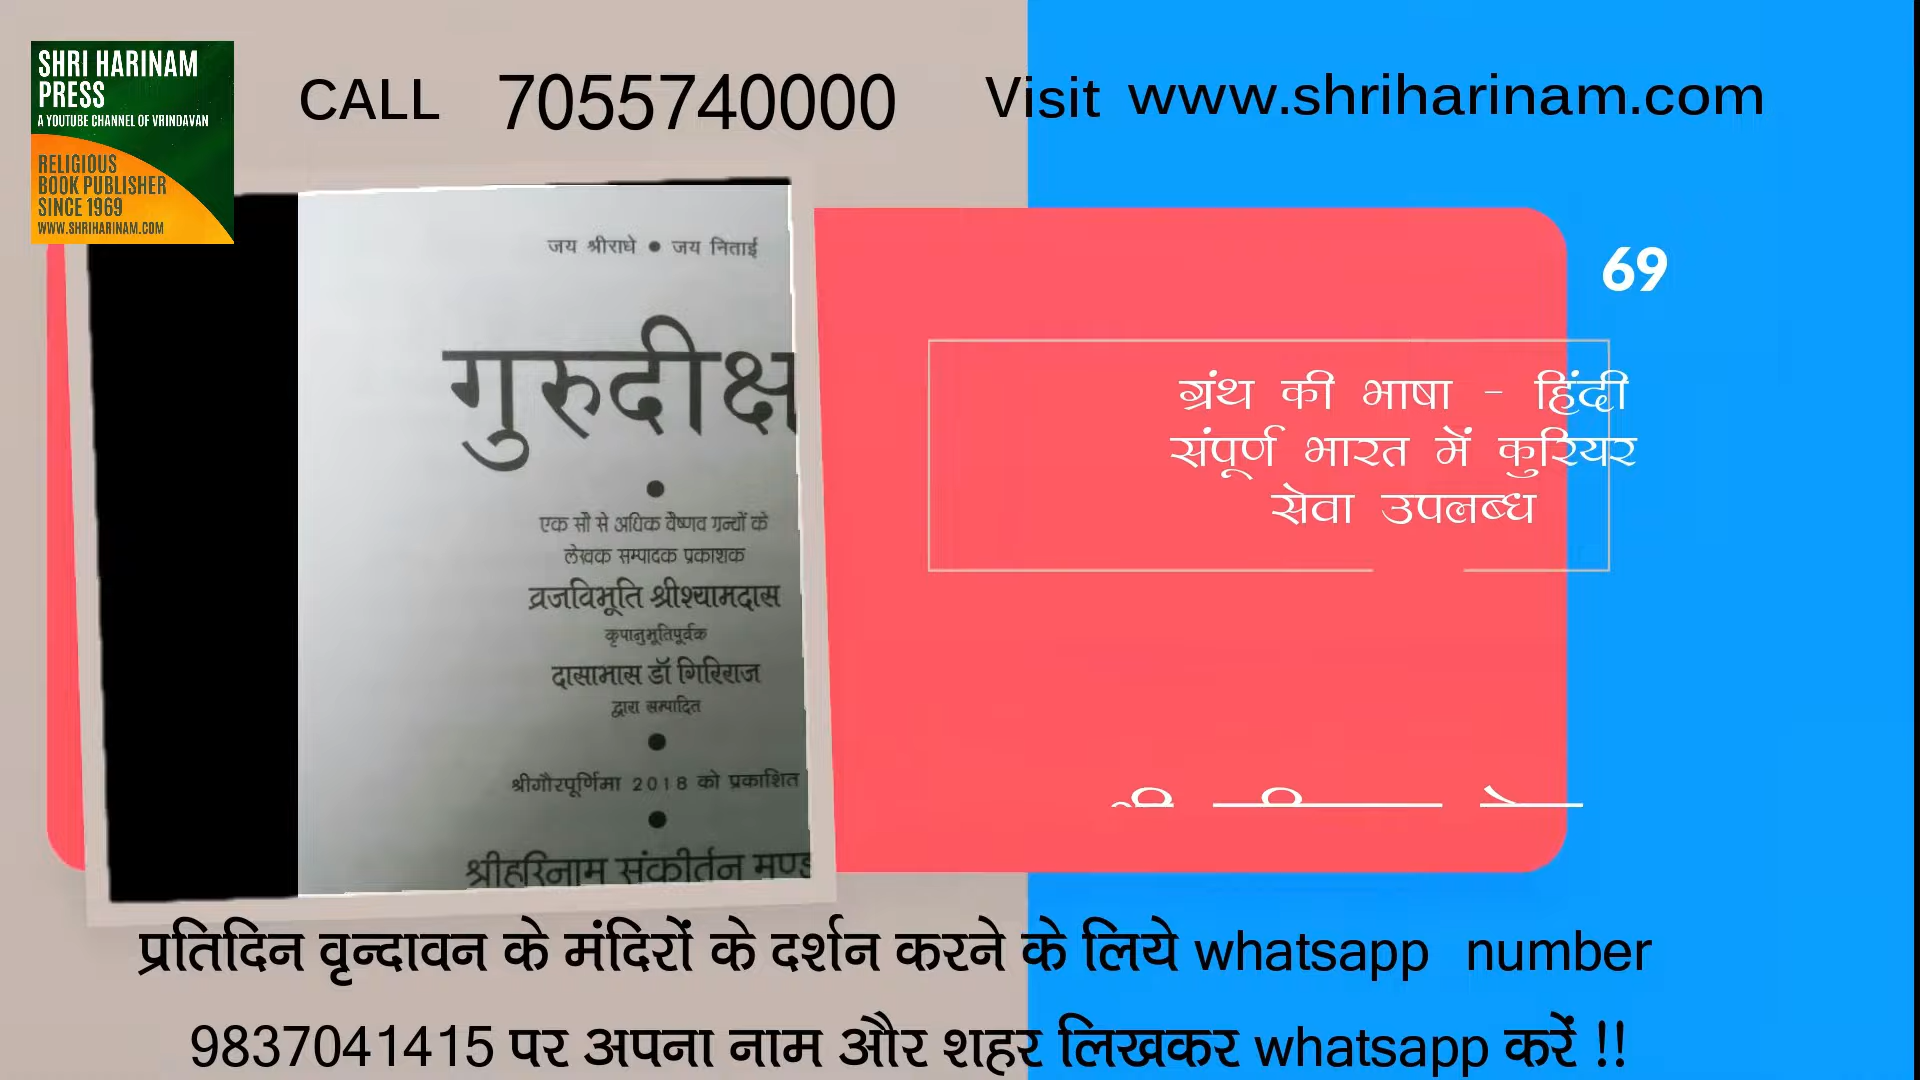 SHRI HARINAM
PRESS
A YOUTUBE CHANNEL OF VRINDAVAN
RELIGIOUS
BOOK PUBLISHER
SINCE 1969
WWW.SHRIHARINAM.COM
CALL 7055740000 Visit www.shriharinam.com
जय श्रीराधे ● जय निताई
गुरुदीक्ष
एक सौ से अधिक वैष्णव ग्रन्थों के
लेखक सम्पादक प्रकाशक
व्रजविभूति श्रीश्यामदास
कृपानुभूतिपूर्वक
दासाभास डॉ गिरिराज
द्वारा सम्पादित
श्रीगौरपूर्णिमा 2018 को प्रकाशित
श्रीहरिनाम संकीर्तन मण्ड
69
ग्रंथ की भाषा - हिंदी
संपूर्ण भारत में कुरियर
सेवा उपलब्ध
प्रतिदिन वृन्दावन के मंदिरों के दर्शन करने के लिये whatsapp number
9837041415 पर अपना नाम और शहर लिखकर whatsapp करें !!